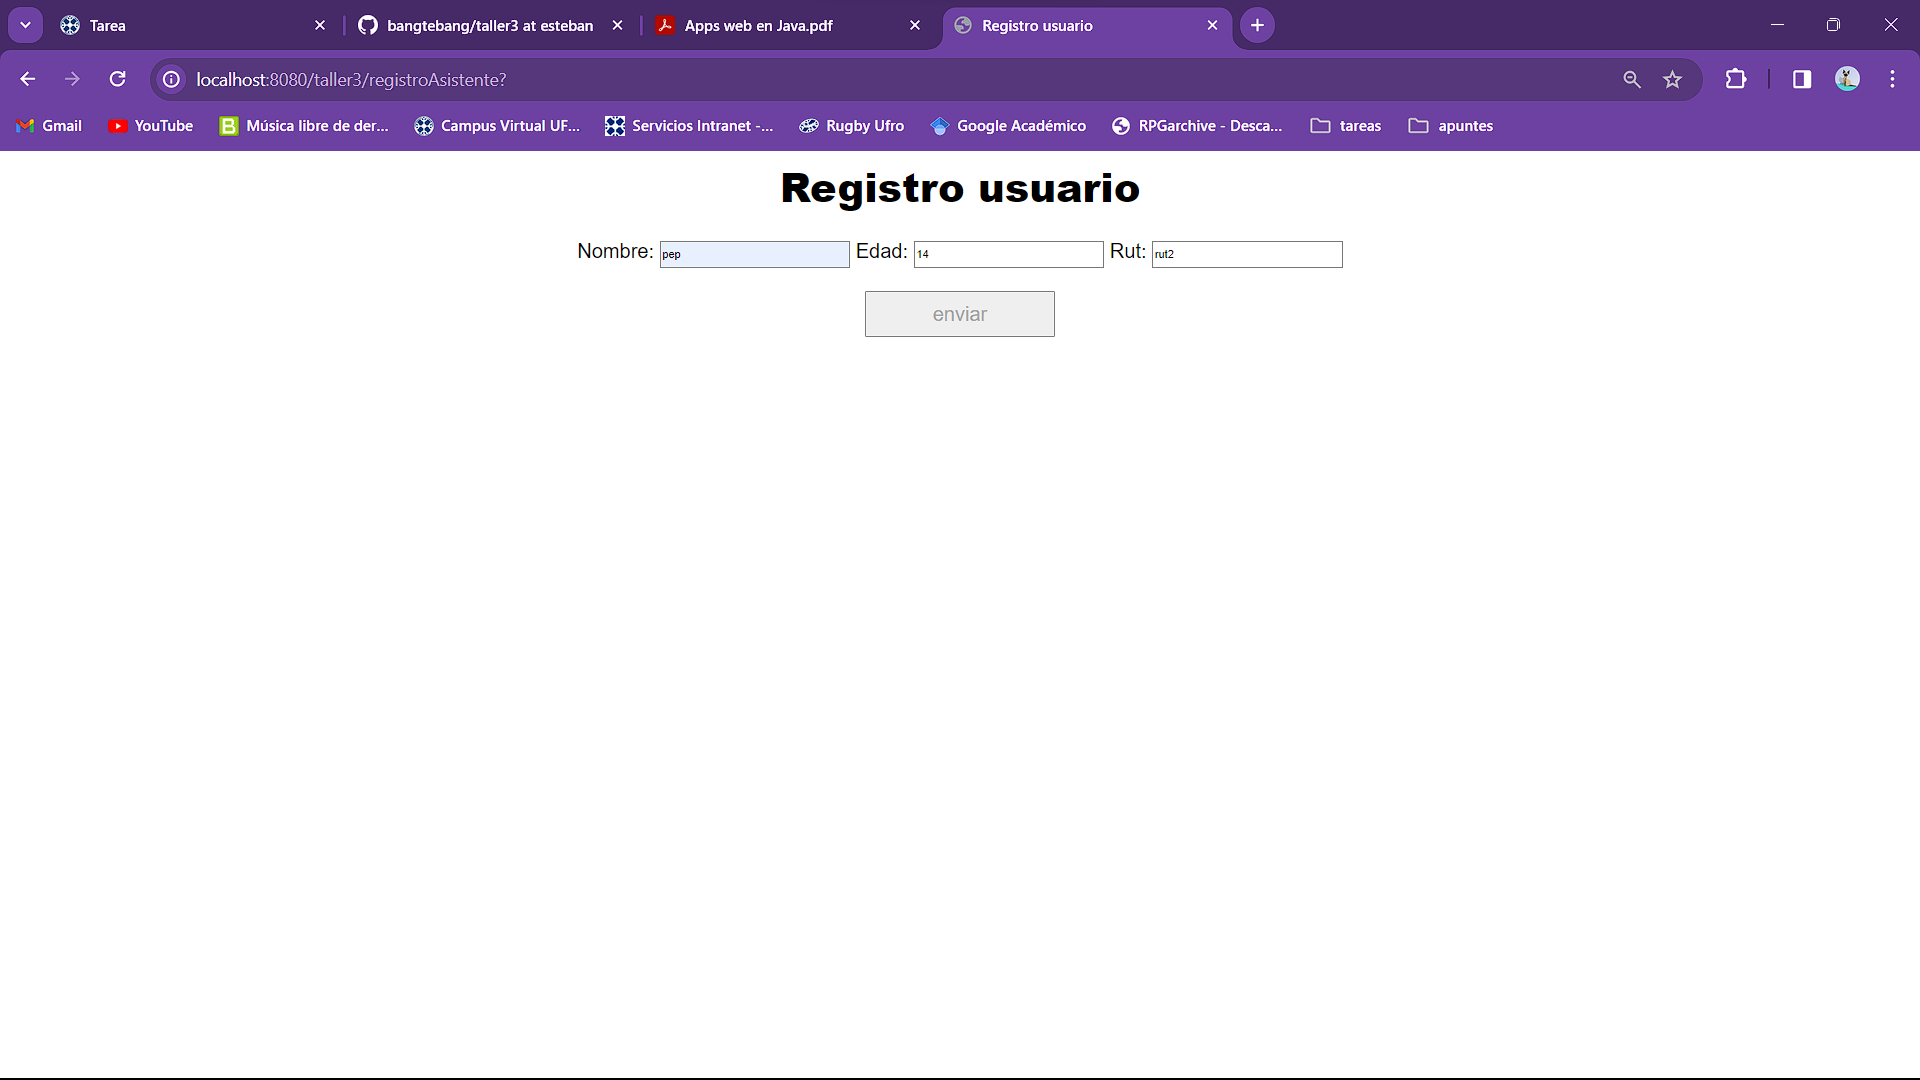 Tarea
bangtebang/taller3 at esteban
Apps web en Java.pdf
Registro usuario
localhost:8080/taller3/registroAsistente?
Gmail
YouTube
Música libre de der...
Campus Virtual UF...
Servicios Intranet -...
Rugby Ufro
Google Académico
RPGarchive - Desca...
tareas
apuntes
Registro usuario
Nombre: pep Edad: 14 Rut: rut2
enviar